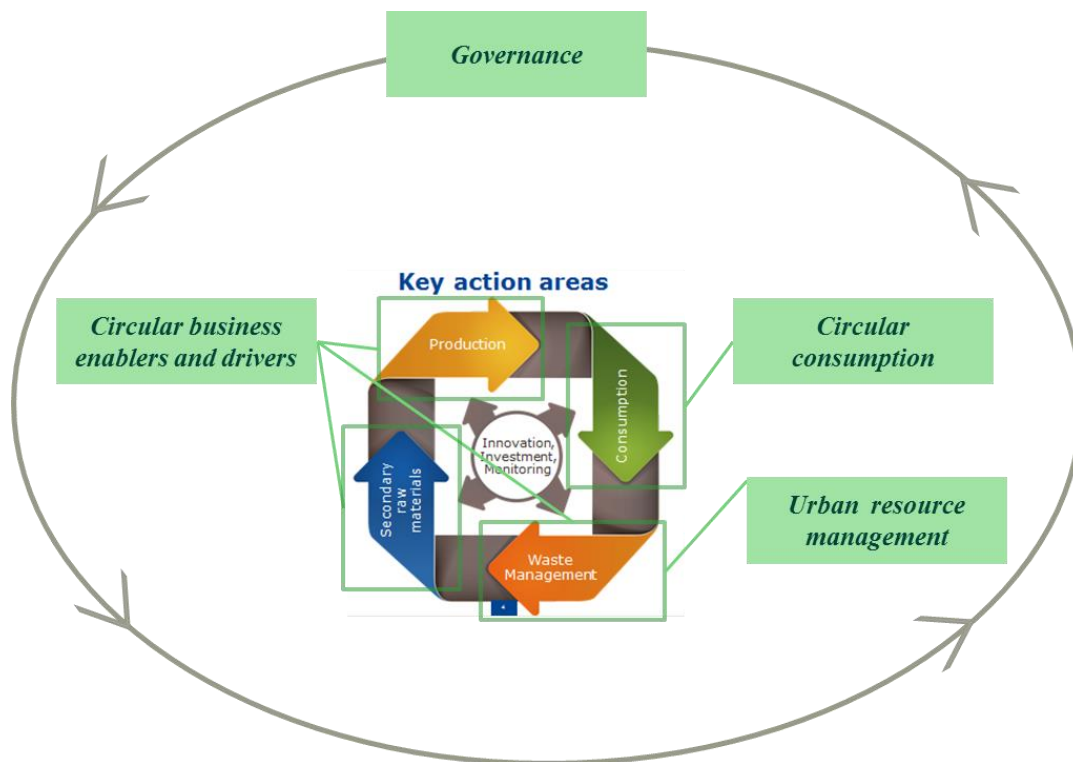 Governance
Key action areas
Circular business
enablers and drivers
Production
Circular
consumption
Consumption
Innovation,
Investment,
Monitoring
Secondary
raw
materials
Urban resource
management
Waste
Management
4